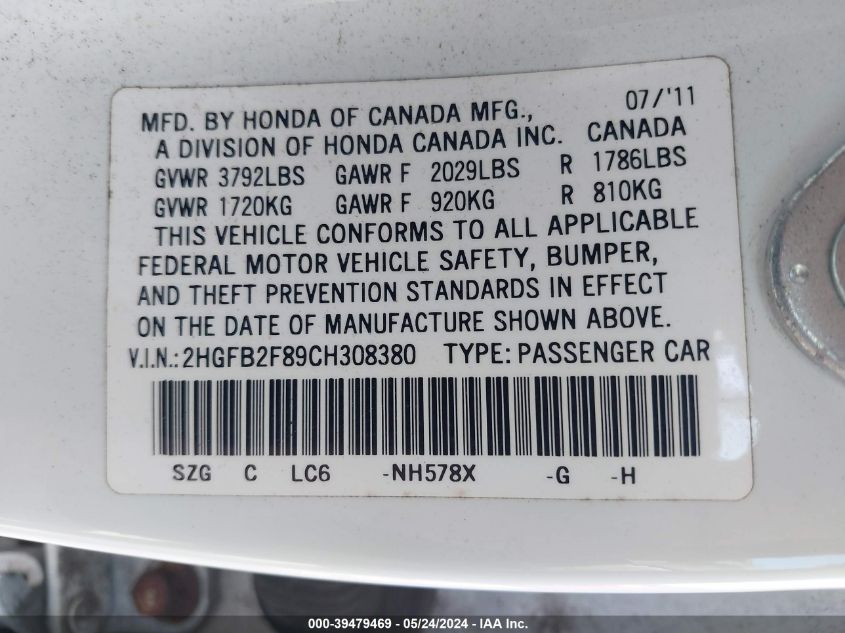 MFD. BY HONDA OF CANADA MFG., 07/'11
A DIVISION OF HONDA CANADA INC. CANADA
GVWR 3792LBS GAWR F 2029LBS R 1786LBS
GVWR 1720KG GAWR F 920KG R 810KG
THIS VEHICLE CONFORMS TO ALL APPLICABLE
FEDERAL MOTOR VEHICLE SAFETY, BUMPER,
AND THEFT PREVENTION STANDARDS IN EFFECT
ON THE DATE OF MANUFACTURE SHOWN ABOVE.
V.I.N.: 2HGFB2F89CH308380 TYPE: PASSENGER CAR
SZG C LC6 -NH578X -G -H
000-39479469 - 05/24/2024 - IAA Inc.